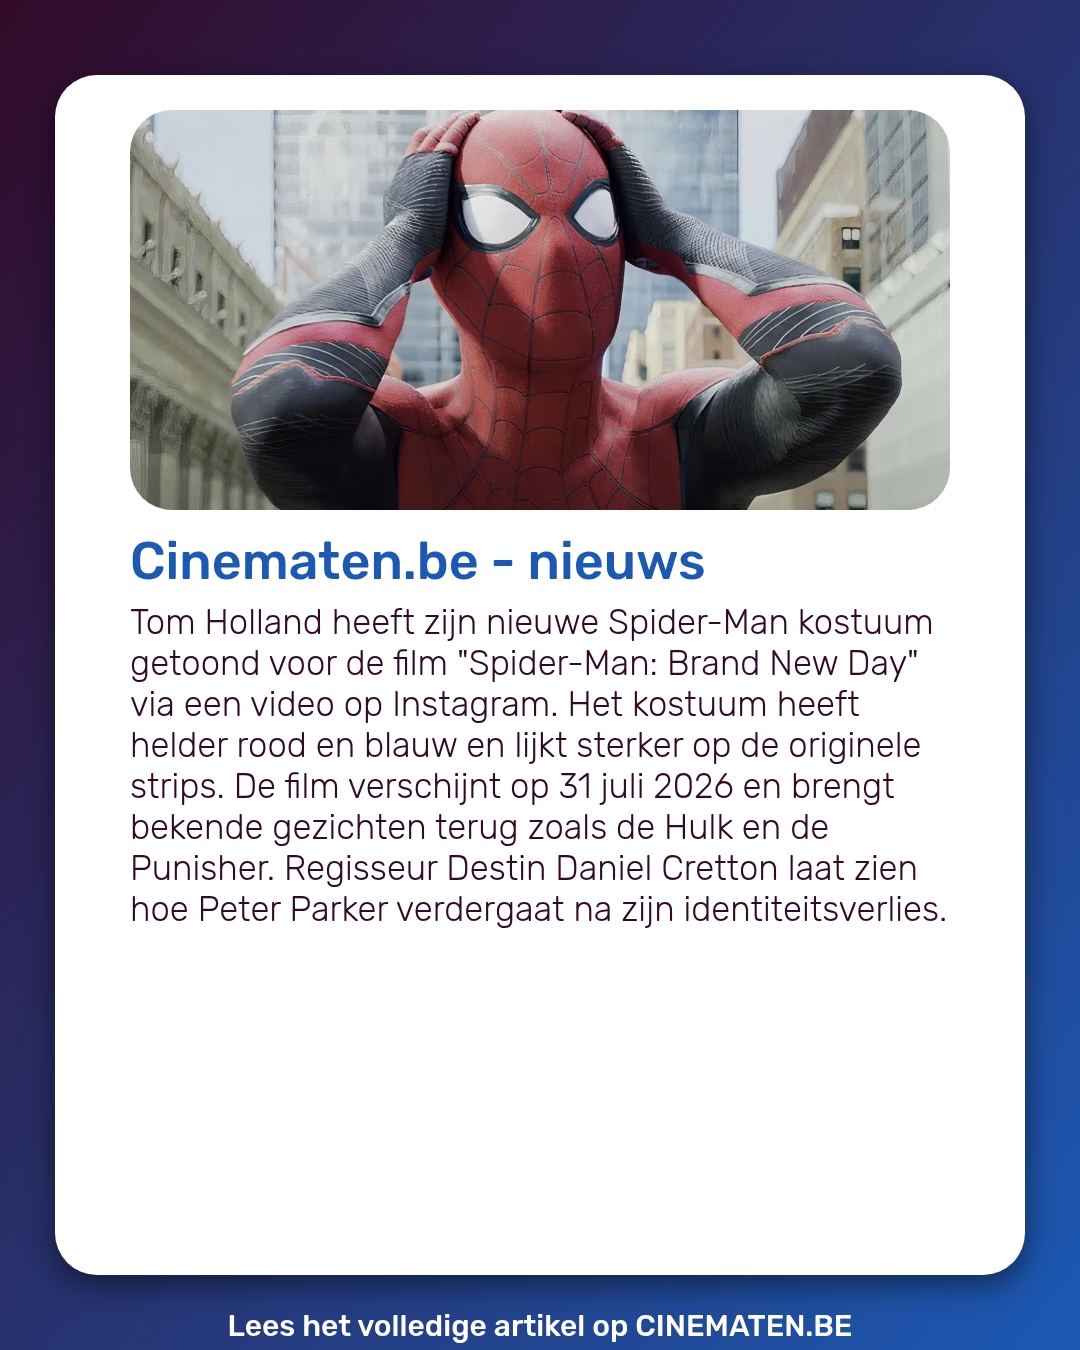 Cinematen.be - nieuws
Tom Holland heeft zijn nieuwe Spider-Man kostuum
getoond voor de film "Spider-Man: Brand New Day"
via een video op Instagram. Het kostuum heeft
helder rood en blauw en lijkt sterker op de originele
strips. De film verschijnt op 31 juli 2026 en brengt
bekende gezichten terug zoals de Hulk en de
Punisher. Regisseur Destin Daniel Cretton laat zien
hoe Peter Parker verdergaat na zijn identiteitsverlies.
Lees het volledige artikel op CINEMATEN.BE